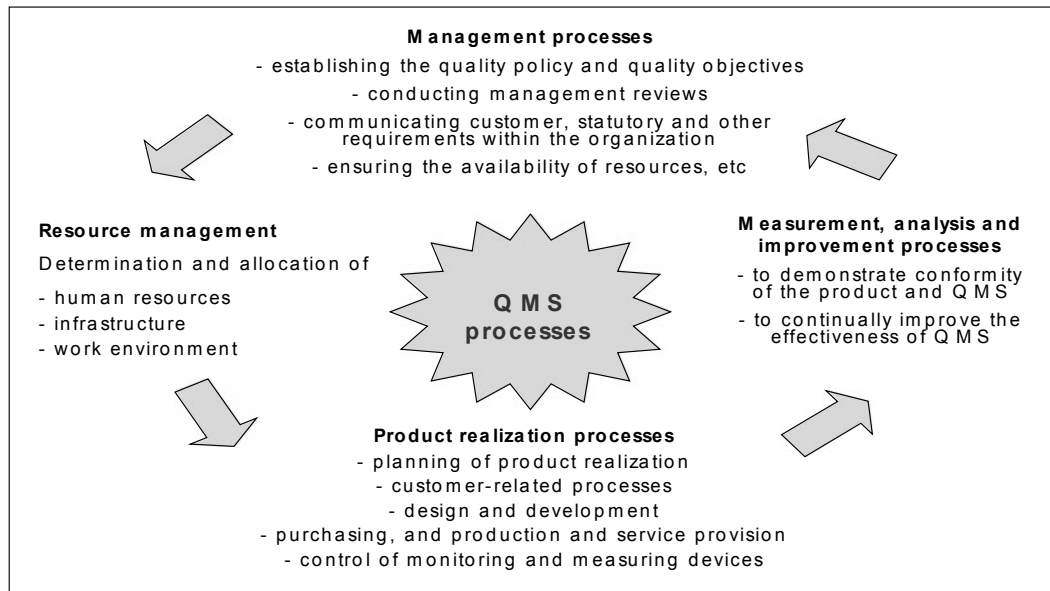 Management processes
- establishing the quality policy and quality objectives
- conducting management reviews
- communicating customer, statutory and other
requirements within the organization
- ensuring the availability of resources, etc
Resource management
Determination and allocation of
- human resources
- infrastructure
- work environment
QMS
processes
Measurement, analysis and
improvement processes
- to demonstrate conformity
of the product and QMS
- to continually improve the
effectiveness of QMS
Product realization processes
- planning of product realization
- customer-related processes
- design and development
- purchasing, and production and service provision
- control of monitoring and measuring devices